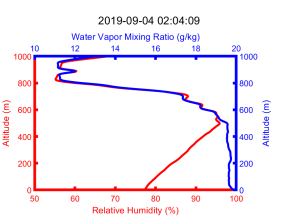 2019-09-04 02:04:09
Water Vapor Mixing Ratio (g/kg)
10 12 14 16 18 20
1000 1000
800 800
600 600
400 400
200 200
0 0
Altitude (m) Altitude (m)
50 60 70 80 90 100
Relative Humidity (%)